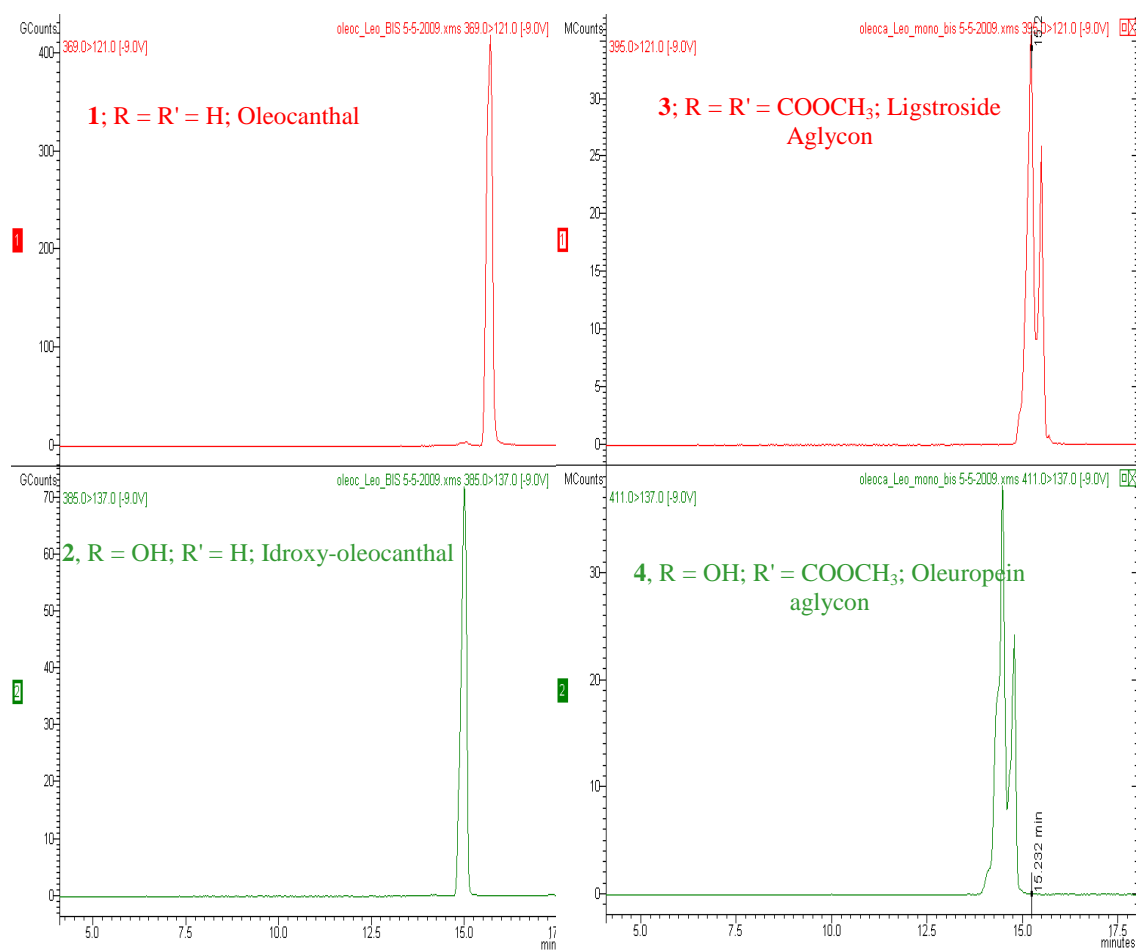 GCounts
oleoc_Leo_BIS 5-5-2009.xms 369.0>121.0 [-9.0V]
369.0>121.0 [-9.0V]
400
1; R = R' = H; Oleocanthal
300
1
200
100
0
MCounts
oleoca_Leo_mono_bis 5-5-2009.xms 395.0>121.0 [-9.0V]
395.0>121.0 [-9.0V]
3; R = R' = COOCH₃; Ligstroside
Aglycon
30
25
1
20
15
10
5
0
GCounts
oleoc_Leo_BIS 5-5-2009.xms 385.0>137.0 [-9.0V]
385.0>137.0 [-9.0V]
70
2, R = OH; R' = H; Idroxy-oleocanthal
60
50
40
2
30
20
10
0
5.0 7.5 10.0 12.5 15.0
min
MCounts
oleoca_Leo_mono_bis 5-5-2009.xms 411.0>137.0 [-9.0V]
411.0>137.0 [-9.0V]
4, R = OH; R' = COOCH₃; Oleuropein
aglycon
30
20
2
10
0
15.232 min
5.0 7.5 10.0 12.5 15.0 17.5
minutes